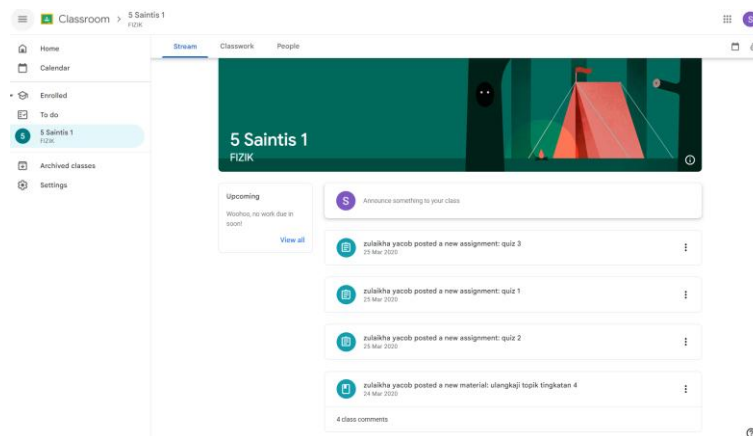 Classroom
5 Saintis 1
FIZIK
S
Home
Calendar
Enrolled
To do
S
5 Saintis 1
FIZIK
Archived classes
Settings
Stream
Classwork
People
5 Saintis 1
FIZIK
Upcoming
Woohoo, no work due in
soon!
View all
S
Announce something to your class
zulaikha yacob posted a new assignment: quiz 3
25 Mar 2020
zulaikha yacob posted a new assignment: quiz 1
25 Mar 2020
zulaikha yacob posted a new assignment: quiz 2
25 Mar 2020
zulaikha yacob posted a new material: ulangkaji topik tingkatan 4
24 Mar 2020
4 class comments